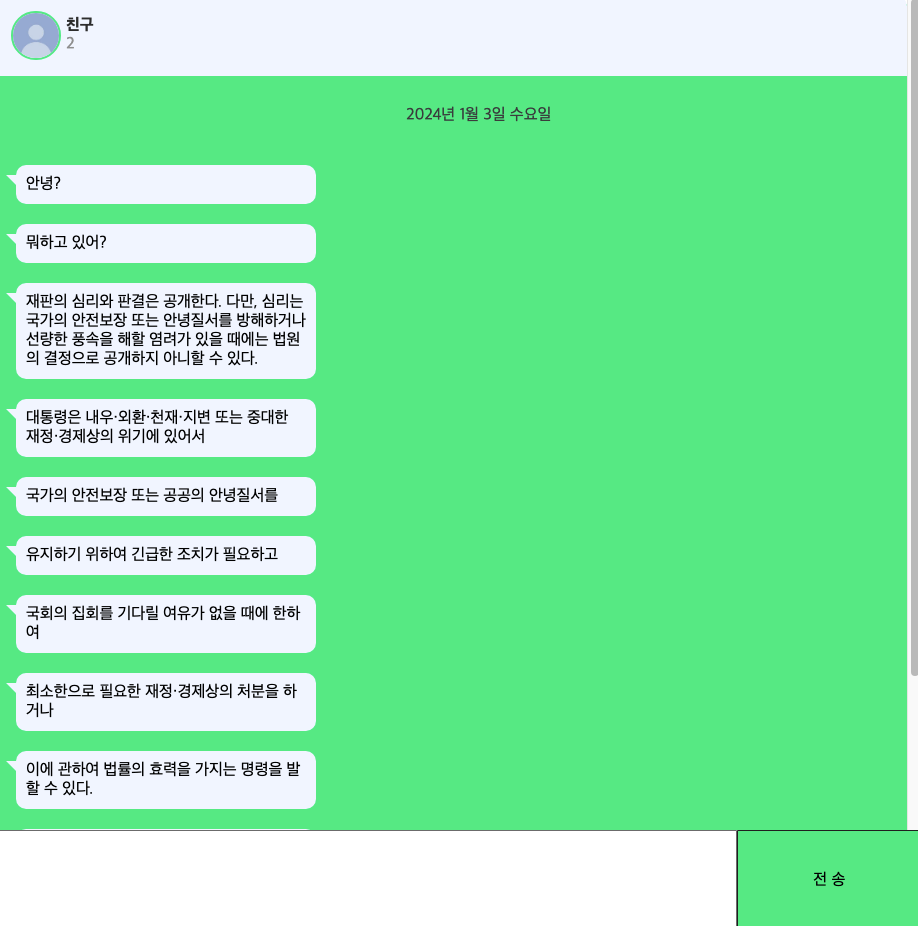 친구
2
2024년 1월 3일 수요일
안녕?
뭐하고 있어?
재판의 심리와 판결은 공개한다. 다만, 심리는
국가의 안전보장 또는 안녕질서를 방해하거나
선량한 풍속을 해할 염려가 있을 때에는 법원
의 결정으로 공개하지 아니할 수 있다.
대통령은 내우·외환·천재·지변 또는 중대한
재정·경제상의 위기에 있어서
국가의 안전보장 또는 공공의 안녕질서를
유지하기 위하여 긴급한 조치가 필요하고
국회의 집회를 기다릴 여유가 없을 때에 한하
여
최소한으로 필요한 재정·경제상의 처분을 하
거나
이에 관하여 법률의 효력을 가지는 명령을 발
할 수 있다.
전 송